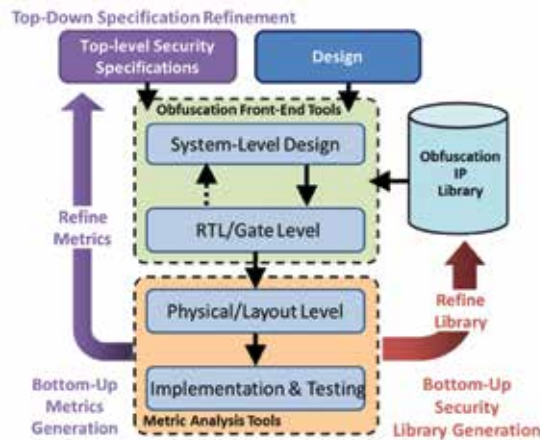 Top-Down Specification Refinement
Top-level Security
Specifications
Design
Obfuscation Front-End Tools
System-Level Design
Obfuscation
IP
Library
RTL/Gate Level
Refine
Metrics
Physical/Layout Level
Refine
Library
Implementation & Testing
Metric Analysis Tools
Bottom-Up
Metrics
Generation
Bottom-Up
Security
Library Generation